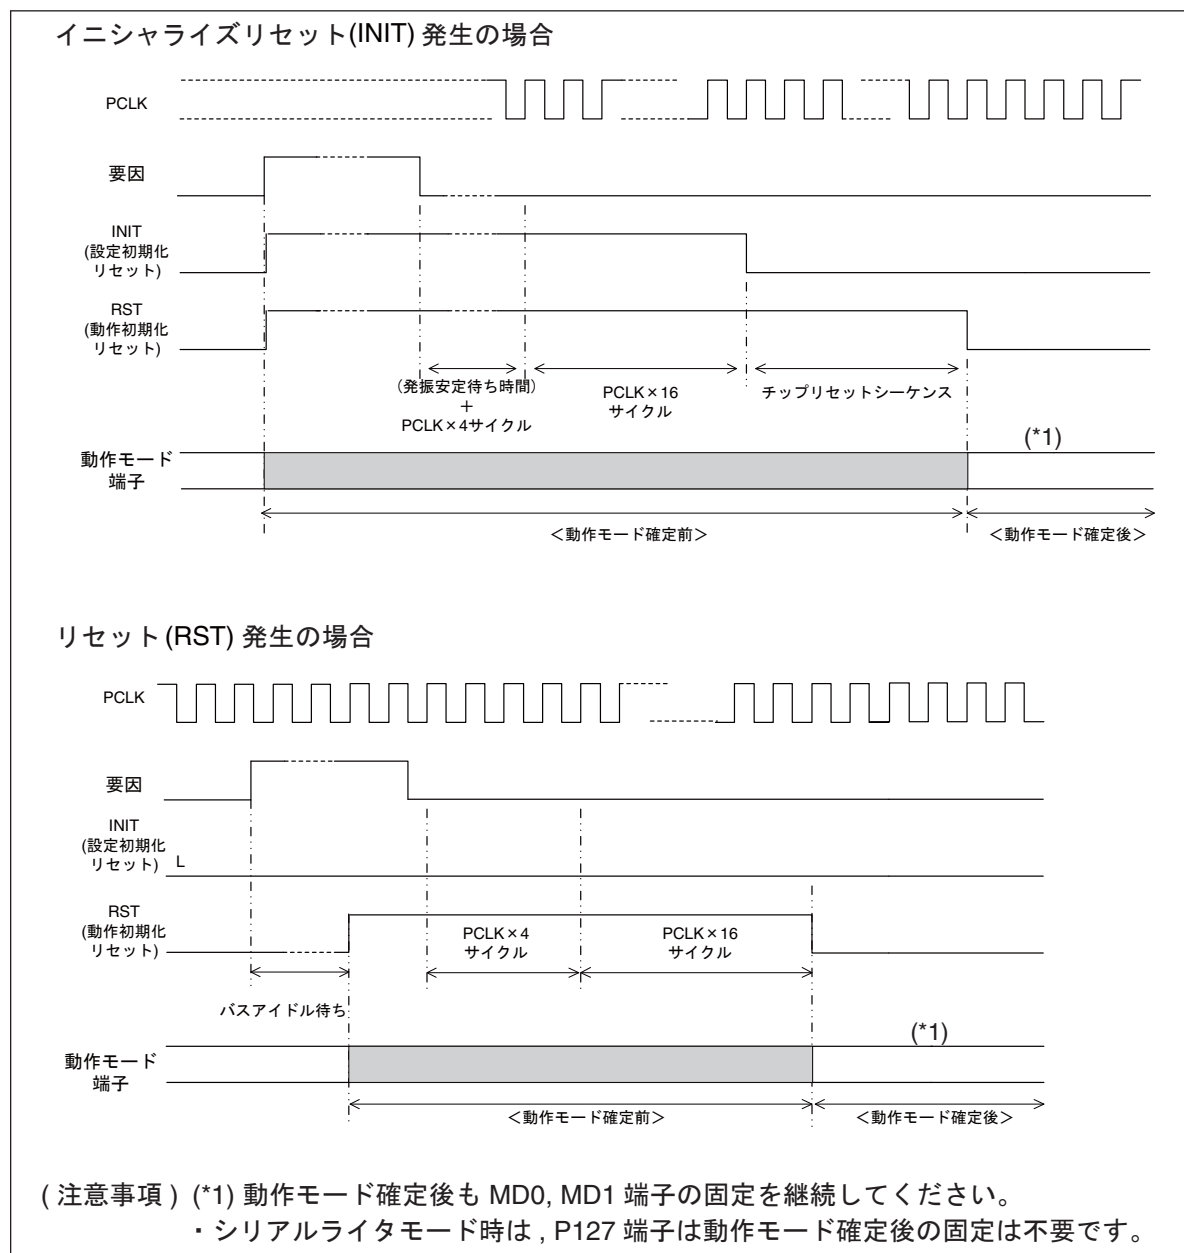 イニシャライズリセット(INIT) 発生の場合
PCLK
要因
INIT
(設定初期化
リセット)
RST
(動作初期化
リセット)
(発振安定待ち時間)
+
PCLK×4サイクル
PCLK×16
サイクル
チップリセットシーケンス
動作モード
端子
(*1)
<動作モード確定前>
<動作モード確定後>
リセット(RST) 発生の場合
PCLK
要因
INIT
(設定初期化
リセット)
L
RST
(動作初期化
リセット)
PCLK×4
サイクル
PCLK×16
サイクル
バスアイドル待ち
動作モード
端子
(*1)
<動作モード確定前>
<動作モード確定後>
( 注意事項 ) (*1) 動作モード確定後も MD0, MD1 端子の固定を継続してください。
・シリアルライタモード時は , P127 端子は動作モード確定後の固定は不要です。